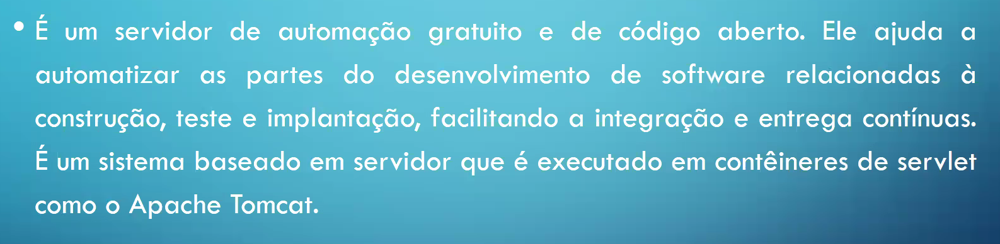 • É um servidor de automação gratuito e de código aberto. Ele ajuda a
automatizar as partes do desenvolvimento de software relacionadas à
construção, teste e implantação, facilitando a integração e entrega contínuas.
É um sistema baseado em servidor que é executado em contêineres de servlet
como o Apache Tomcat.